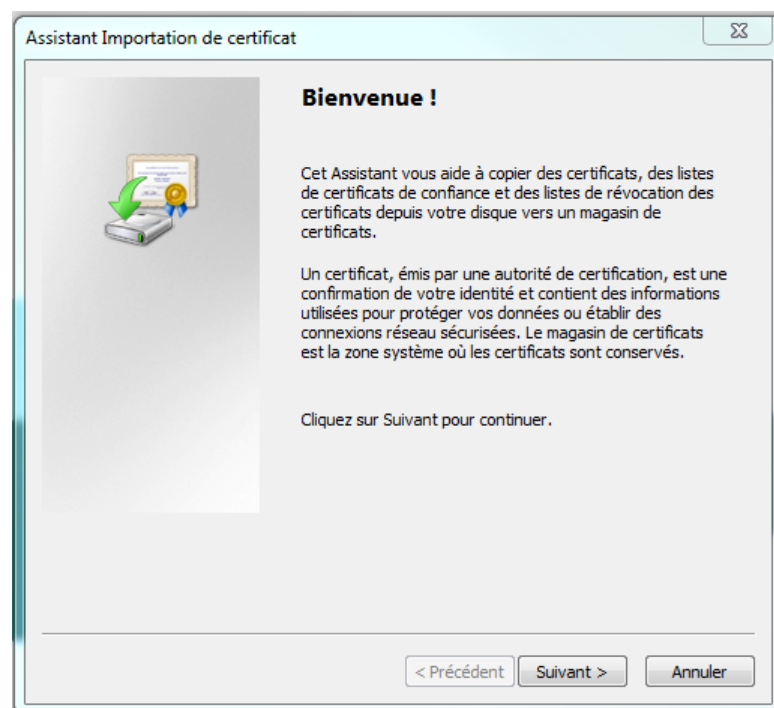 Assistant Importation de certificat
Bienvenue !
Cet Assistant vous aide à copier des certificats, des listes
de certificats de confiance et des listes de révocation des
certificats depuis votre disque vers un magasin de
certificats.
Un certificat, émis par une autorité de certification, est une
confirmation de votre identité et contient des informations
utilisées pour protéger vos données ou établir des
connexions réseau sécurisées. Le magasin de certificats
est la zone système où les certificats sont conservés.
Cliquez sur Suivant pour continuer.
< Précédent Suivant > Annuler